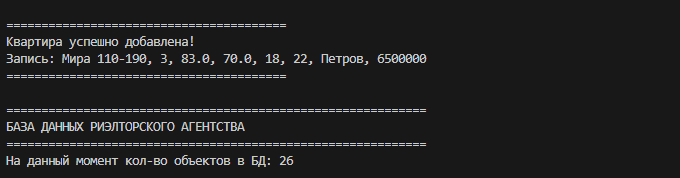 ========================================
Квартира успешно добавлена!
Запись: Мира 110-190, 3, 83.0, 70.0, 18, 22, Петров, 6500000
========================================
============================================================
БАЗА ДАННЫХ РИЭЛТОРСКОГО АГЕНТСТВА
============================================================
На данный момент кол-во объектов в БД: 26